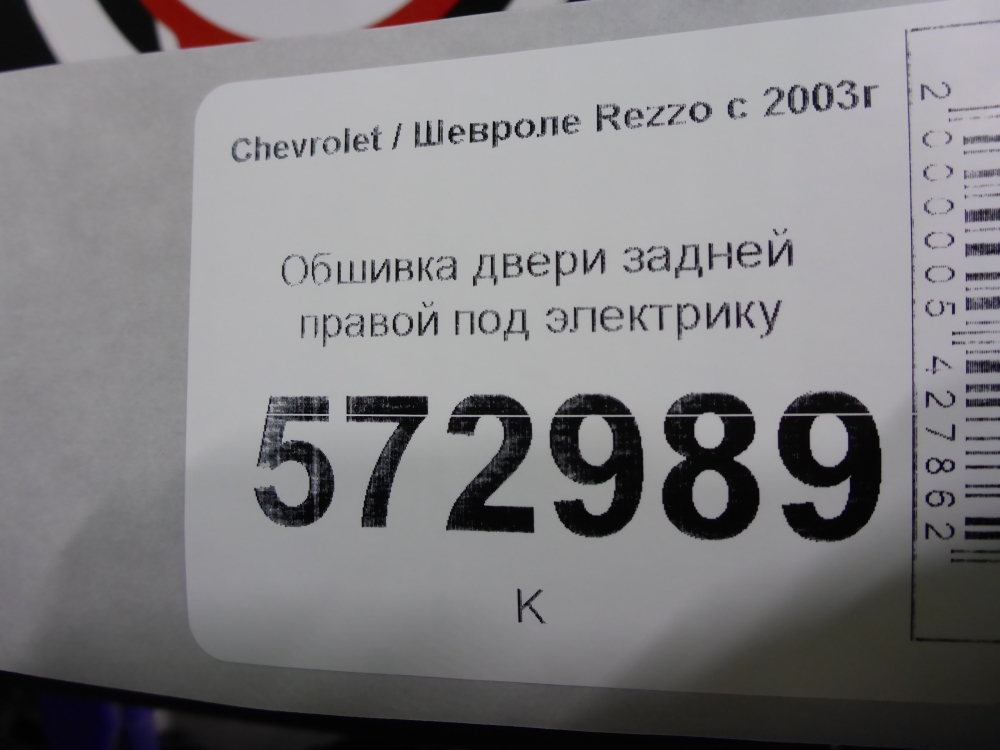 Chevrolet / Шевроле Rezzo с 2003г
Обшивка двери задней
правой под электрику
572989
К
2000005427862